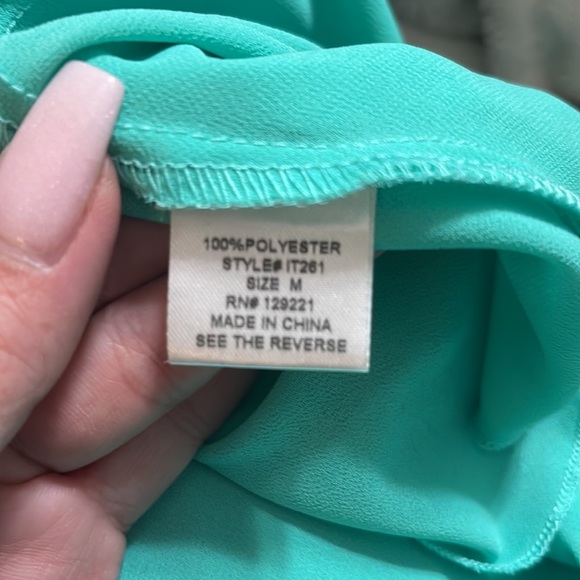 100%POLYESTER
STYLE# IT261
SIZE M
RN# 129221
MADE IN CHINA
SEE THE REVERSE